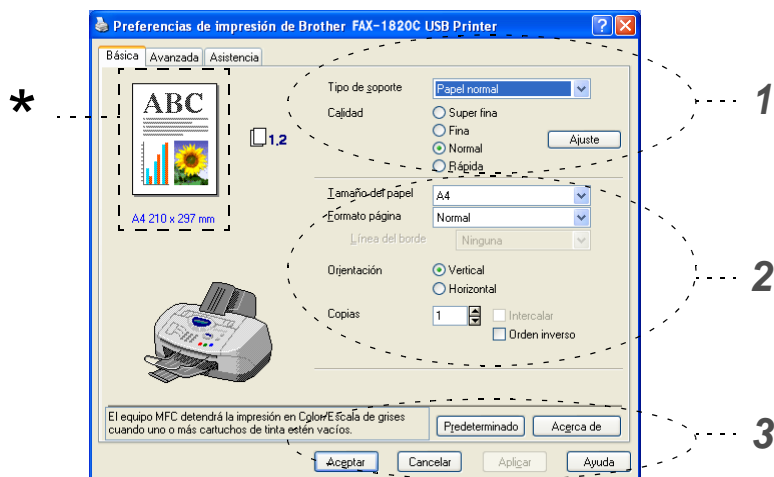 Preferencias de impresión de Brother FAX-1820C USB Printer
Básica Avanzada Asistencia
*
ABC
1.2
A4 210 x 297 mm
Tipo de soporte Papel normal
Calidad Super fina
Fina
Normal Ajuste
Rápida
1
Tamaño del papel A4
Formato página Normal
Línea del borde Ninguna
Orientación Vertical
Horizontal
2
Copias 1 Intercalar
Orden inverso
El equipo MFC detendrá la impresión en Color/Escala de grises
cuando uno o más cartuchos de tinta estén vacíos.
Predeterminado Acerca de
3
Aceptar Cancelar Aplicar Ayuda